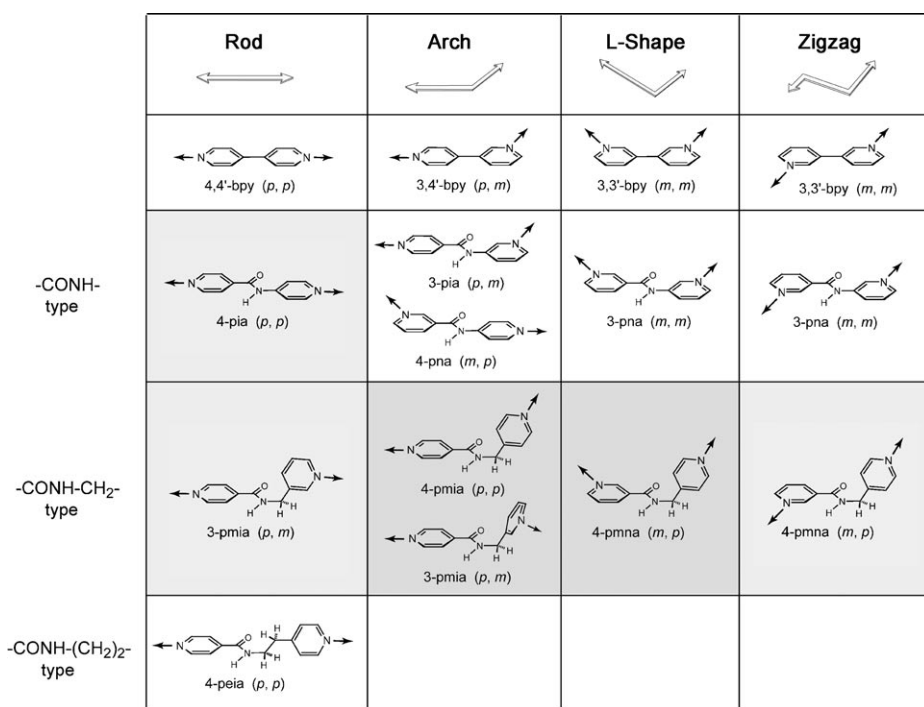 Rod Arch L-Shape Zigzag
4,4'-bpy (p, p) 3,4'-bpy (p, m) 3,3'-bpy (m, m) 3,3'-bpy (m, m)
-CONH-
type
4-pia (p, p)
3-pia (p, m)
4-pna (m, p)
3-pna (m, m)
3-pna (m, m)
-CONH-CH2-
type
3-pmia (p, m)
4-pmia (p, p)
3-pmia (p, m)
4-pmna (m, p)
4-pmna (m, p)
-CONH-(CH2)2-
type
4-peia (p, p)